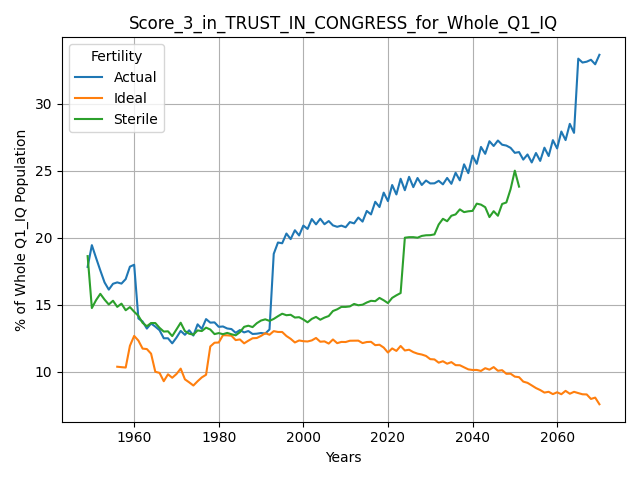 Score_3_in_TRUST_IN_CONGRESS_for_Whole_Q1_IQ
Fertility
Actual
Ideal
Sterile
% of Whole Q1_IQ Population
30
25
20
15
10
1960 1980 2000 2020 2040 2060
Years